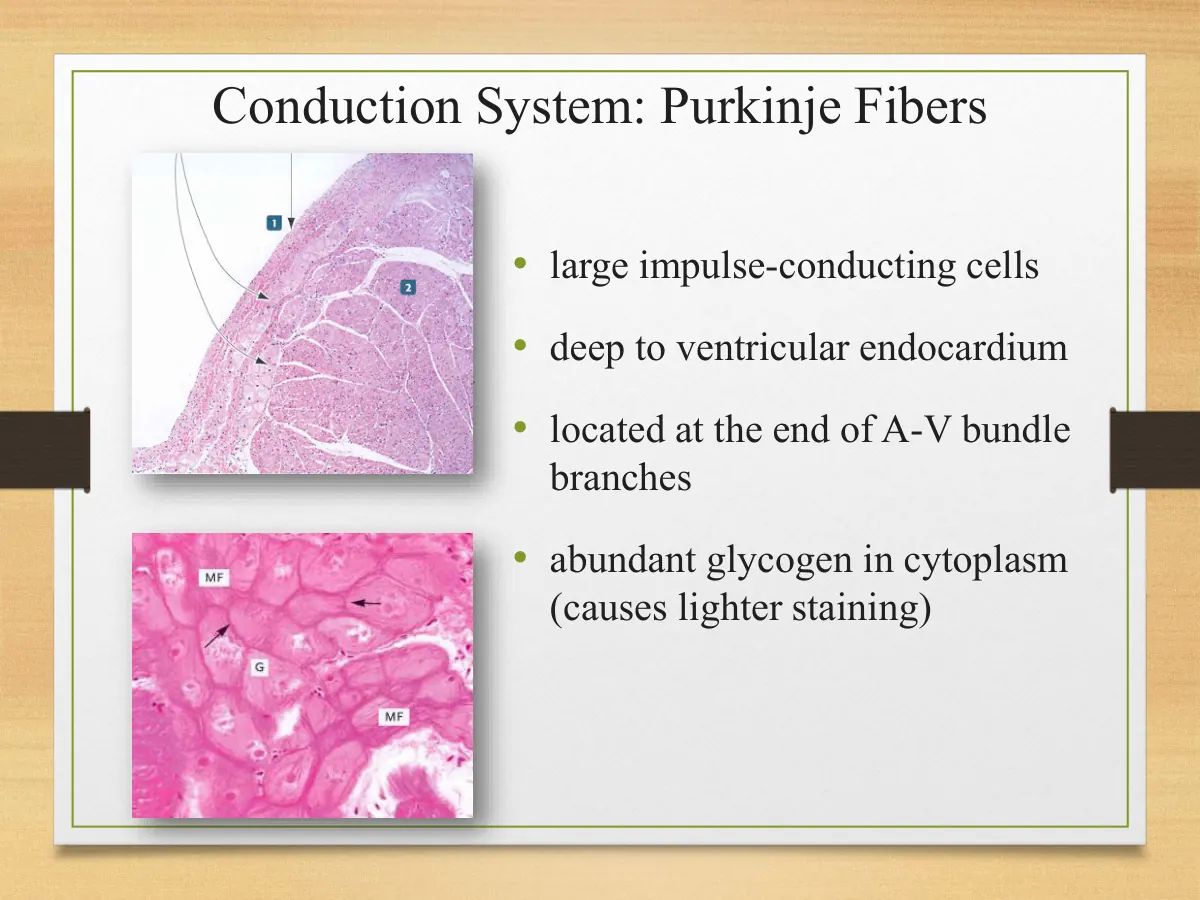 Conduction System: Purkinje Fibers
1
2
MF
G
MF
• large impulse-conducting cells
• deep to ventricular endocardium
• located at the end of A-V bundle
branches
• abundant glycogen in cytoplasm
(causes lighter staining)